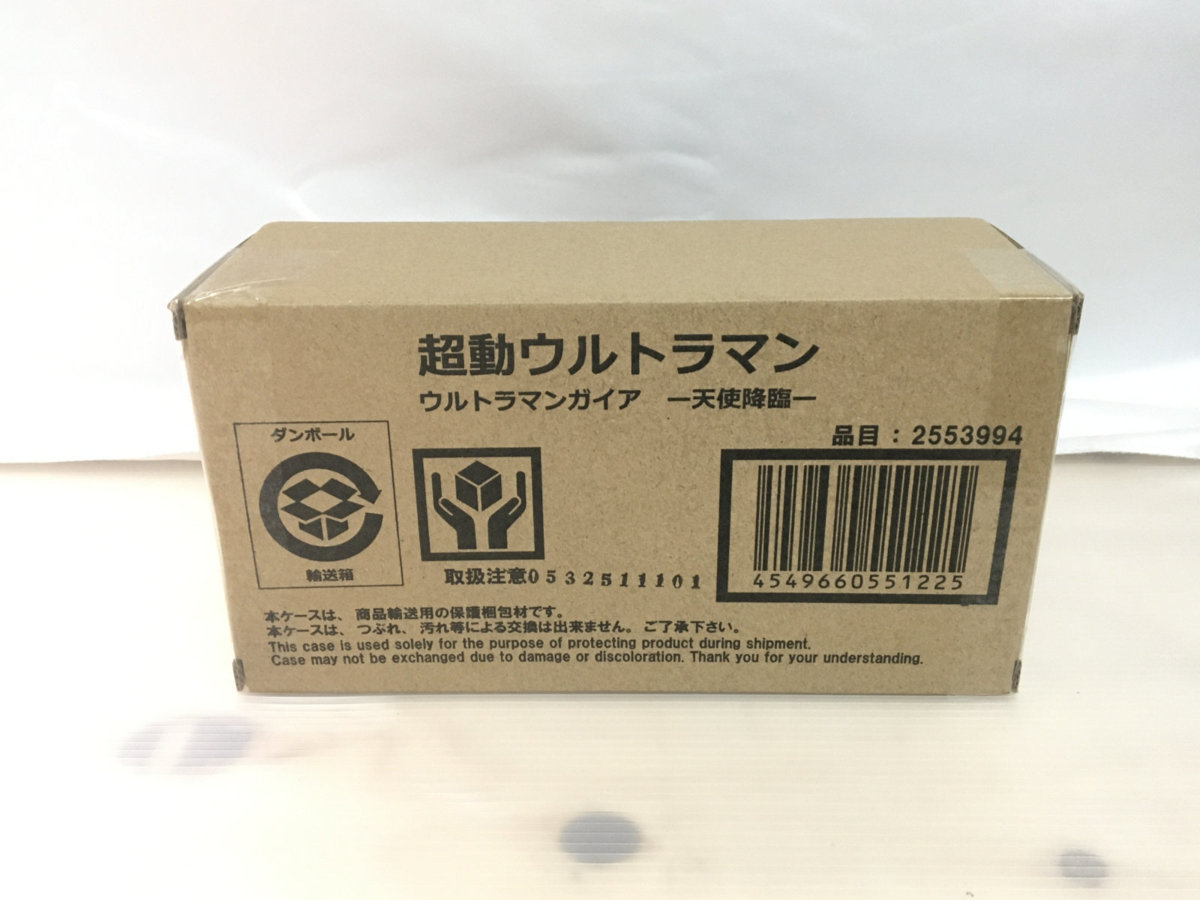 超動ウルトラマン
ウルトラマンガイア ー天使降臨ー
品目：2553994
ダンボール
輸送箱
取扱注意0532511101
4549660551225
本ケースは、商品輸送用の保護梱包材です。
本ケースは、つぶれ、汚れ等による交換は出来ません。ご了承下さい。
This case is used solely for the purpose of protecting product during shipment.
Case may not be exchanged due to damage or discoloration. Thank you for your understanding.